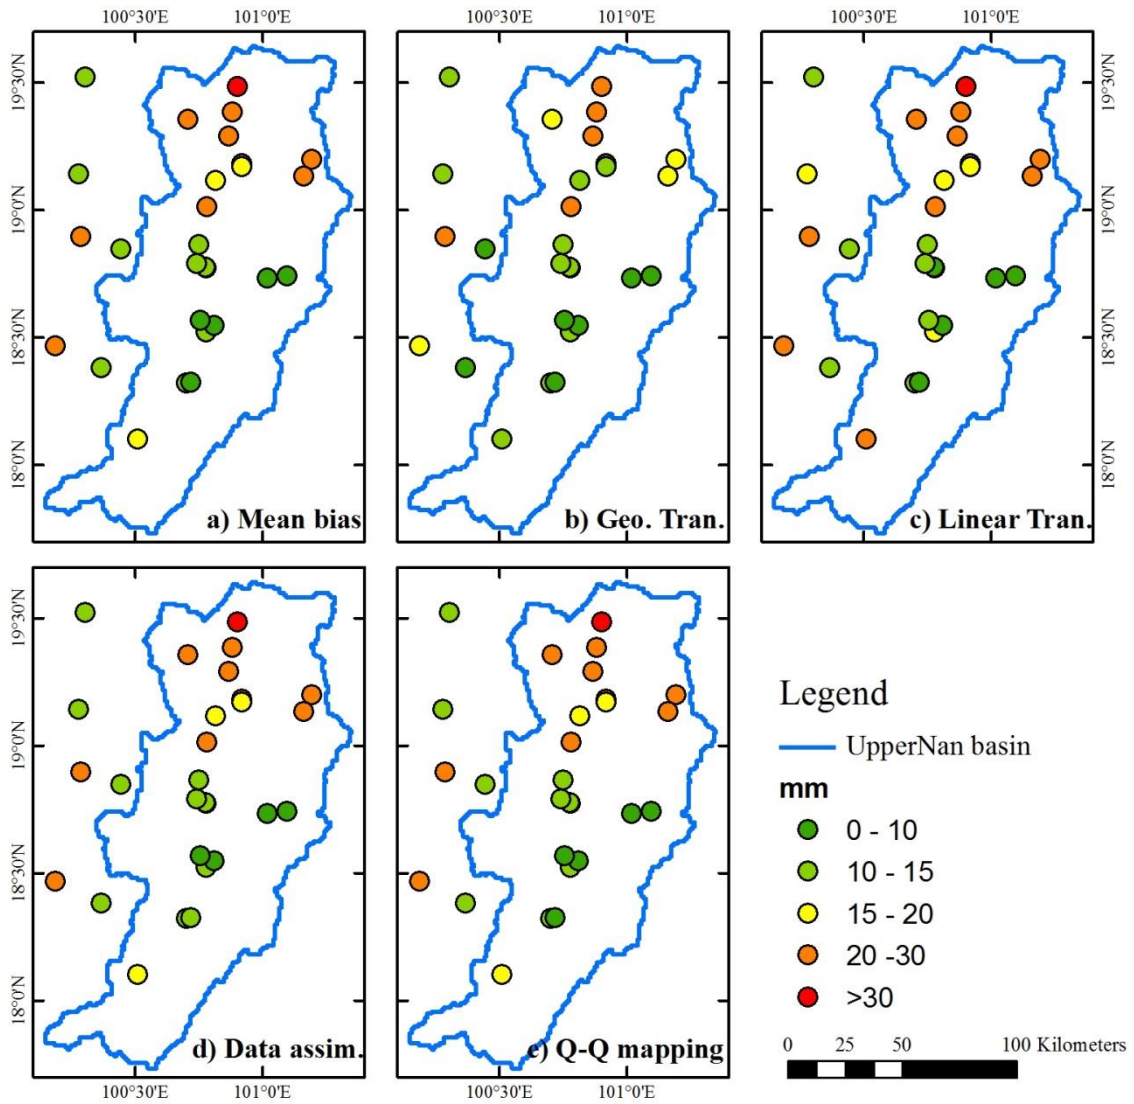 100°30'E 101°0'E 100°30'E 101°0'E 100°30'E 101°0'E
19°30'N 19°30'N
19°0'N 19°0'N
18°30'N 18°30'N
18°0'N 18°0'N
a) Mean bias b) Geo. Tran. c) Linear Tran.
19°30'N
19°0'N
18°30'N
18°0'N
d) Data assim. e) Q-Q mapping
100°30'E 101°0'E 100°30'E 101°0'E
Legend
UpperNan basin
mm
0 - 10
10 - 15
15 - 20
20 -30
>30
0 25 50 100 Kilometers